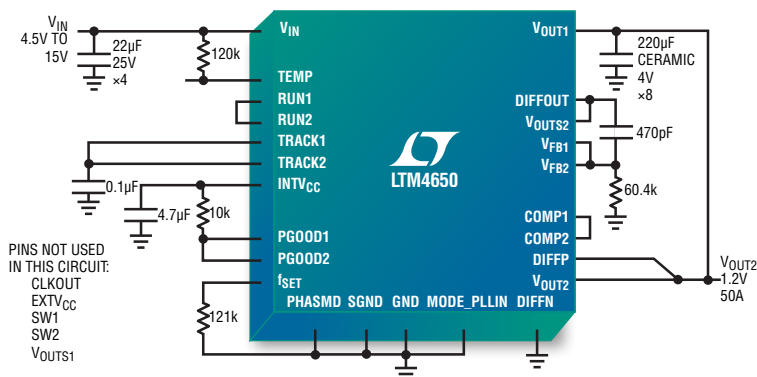 VIN
4.5V TO
15V
22µF
25V
×4
120k
VIN
TEMP
RUN1
RUN2
TRACK1
TRACK2
INTVCC
PGOOD1
PGOOD2
fSET
0.1µF
4.7µF
10k
121k
PINS NOT USED
IN THIS CIRCUIT:
CLKOUT
EXTVCC
SW1
SW2
VOUTS1
LTM4650
PHASMD SGND GND MODE_PLLIN DIFFN
VOUT1
DIFFOUT
VOUTS2
VFB1
VFB2
COMP1
COMP2
DIFFP
VOUT2
220µF
CERAMIC
4V
×8
470pF
60.4k
VOUT2
1.2V
50A